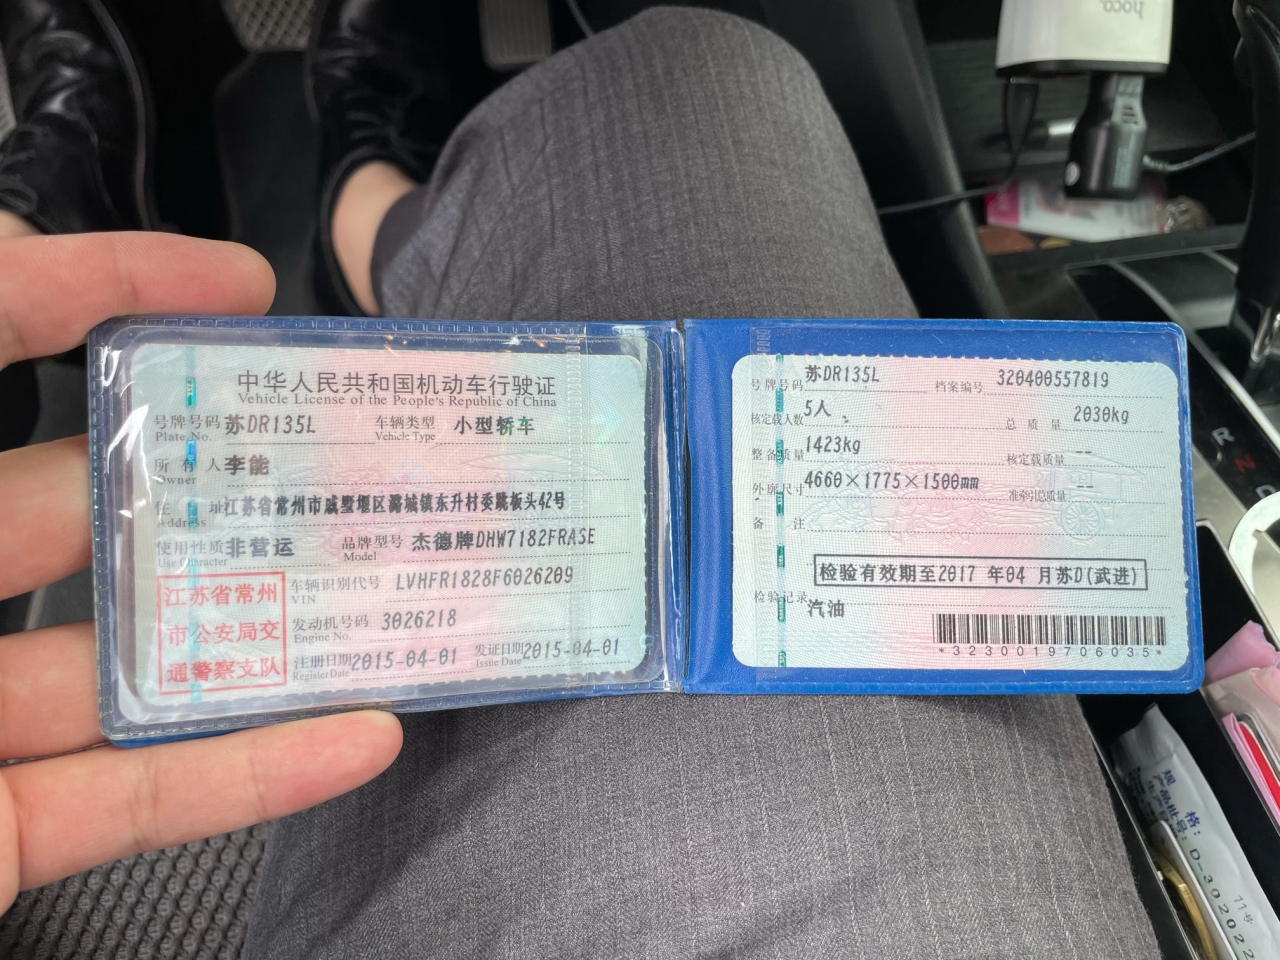 hoco.
中华人民共和国机动车行驶证
Vehicle License of the People's Republic of China
号牌号码 苏DR135L 车辆类型 小型轿车
Plate No. Vehicle Type
所有人 李能
Owner
住址 江苏省常州市戚墅堰区潞城镇东升村委跳板头42号
Address
使用性质 非营运 品牌型号 杰德牌DHW7182FRASE
Use Character Model
江苏省常州
市公安局交
通警察支队
车辆识别代号 LVHFR1828F6026209
VIN
发动机号码 3026218
Engine No.
注册日期 2015-04-01 发证日期 2015-04-01
Register Date Issue Date
号牌号码 苏DR135L 档案编号 320400557819
核定载人数 5人 总质量 2030kg
整备质量 1423kg 核定载质量 --
外廓尺寸 4660×1775×1500mm 准牵引总质量 --
备注
检验有效期至2017 年04 月苏D(武进)
检验记录
汽油
*3230019706035*
R
N
D
规格:
产品批号:
D-302022
11号